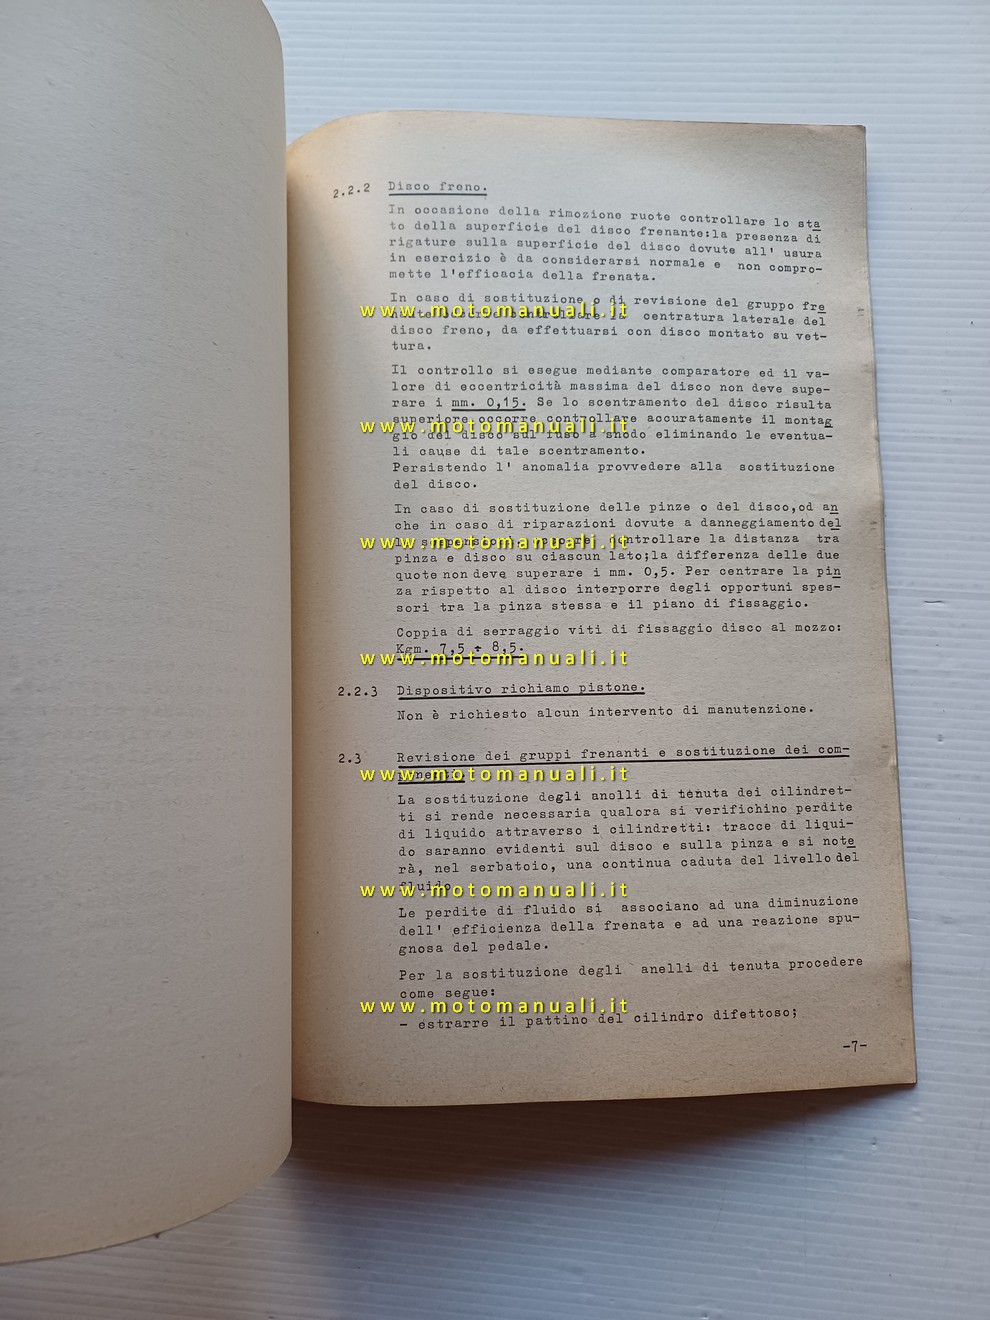 2.2.2 Disco freno.
In occasione della rimozione ruote controllare lo sta
to della superficie del disco frenante:la presenza di
rigature sulla superficie del disco dovute all' usura
in esercizio è da considerarsi normale e non compro-
mette l'efficacia della frenata.
In caso di sostituzione o di revisione del gruppo fre
www.motomanuali.it
centratura laterale del
disco freno, da effettuarsi con disco montato su vet-
tura.
Il controllo si esegue mediante comparatore ed il va-
lore di eccentricità massima del disco non deve supe-
rare i mm. 0,15. Se lo scentramento del disco risulta
superiore occorre controllare accuratamente il montag
www.motomanuali.it
gio del disco sul fuso a snodo eliminando le eventua-
li cause di tale scentramento.
Persistendo l' anomalia provvedere alla sostituzione
del disco.
In caso di sostituzione delle pinze o del disco,od an
che in caso di riparazioni dovute a danneggiamento del
www.motomanuali.it
controllare la distanza tra
pinza e disco su ciascun lato;la differenza delle due
quote non deve superare i mm. 0,5. Per centrare la pin
za rispetto al disco interporre degli opportuni spes-
sori tra la pinza stessa e il piano di fissaggio.
Coppia di serraggio viti di fissaggio disco al mozzo:
Kgm. 7,5 ÷ 8,5.
www.motomanuali.it
2.2.3 Dispositivo richiamo pistone.
Non è richiesto alcun intervento di manutenzione.
2.3 Revisione dei gruppi frenanti e sostituzione dei com-
ponenti.
www.motomanuali.it
La sostituzione degli anelli di tenuta dei cilindret-
ti si rende necessaria qualora si verifichino perdite
di liquido attraverso i cilindretti: tracce di liqui-
do saranno evidenti sul disco e sulla pinza e si note
rà, nel serbatoio, una continua caduta del livello del
fluido
www.motomanuali.it
Le perdite di fluido si associano ad una diminuzione
dell' efficienza della frenata e ad una reazione spu-
gnosa del pedale.
Per la sostituzione degli anelli di tenuta procedere
come segue:
www.motomanuali.it
- estrarre il pattino del cilindro difettoso;
-7-